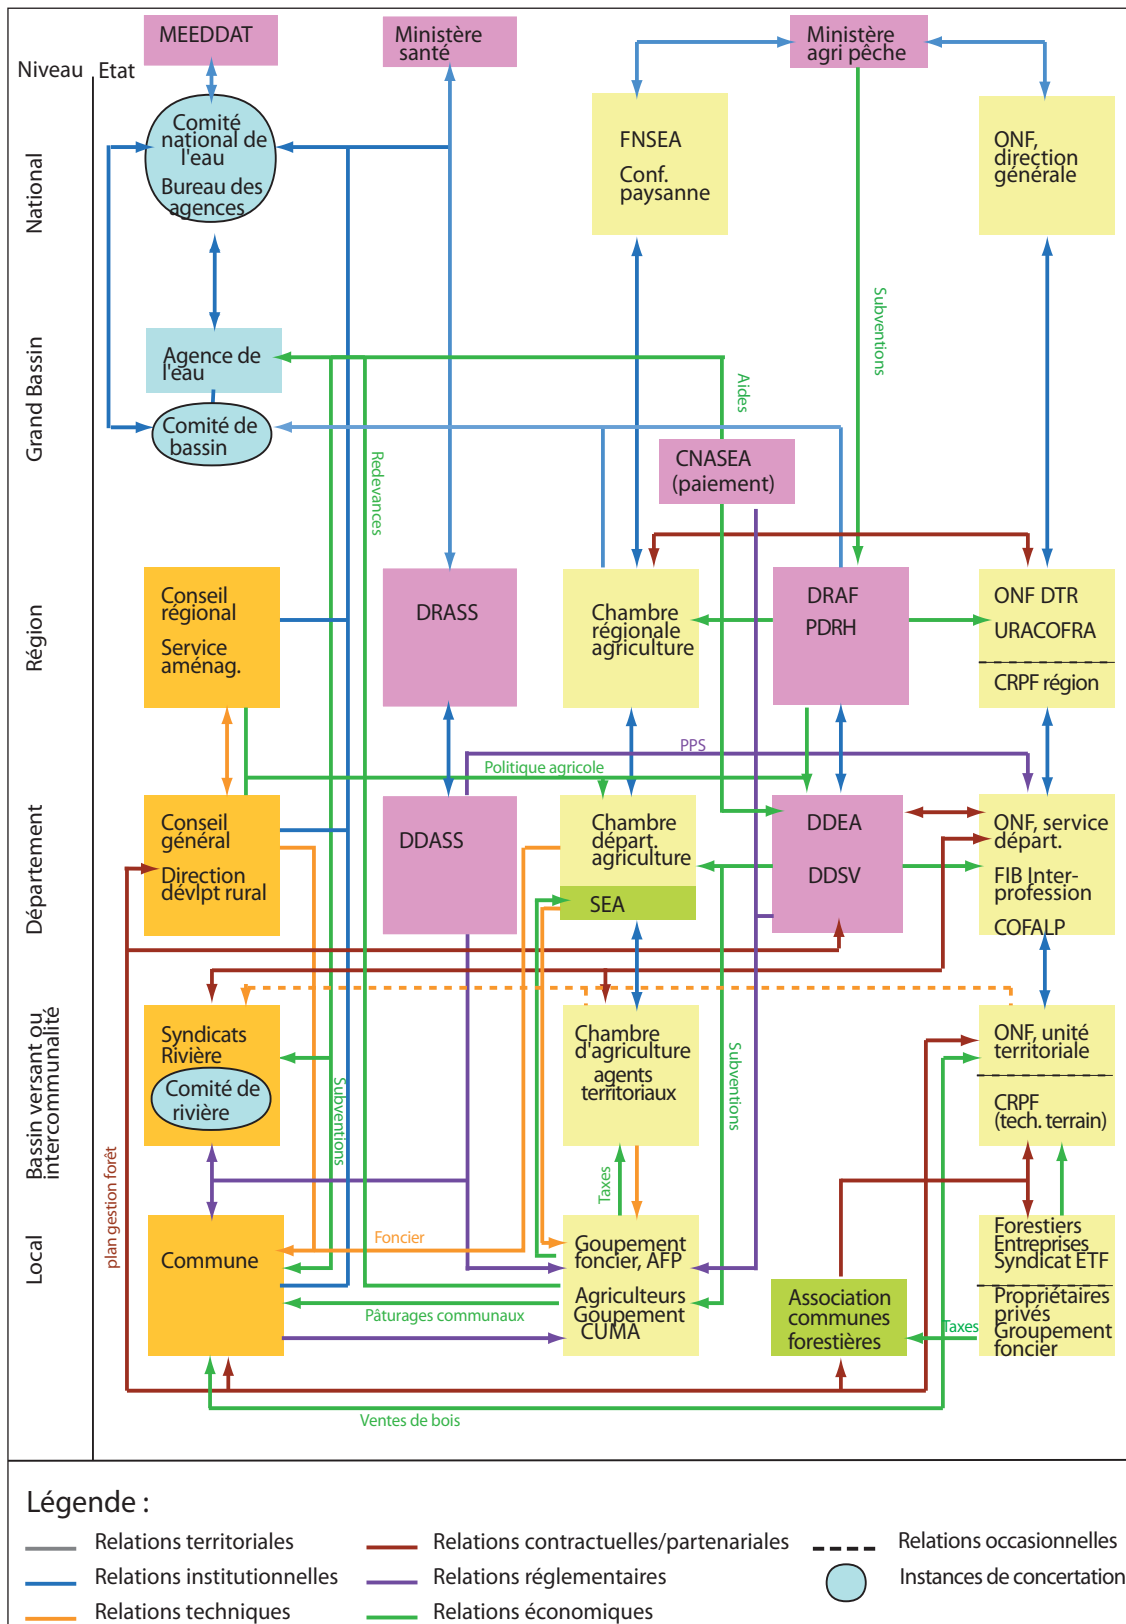 MEEDDAT
Ministère
santé
Ministère
agri pêche
Niveau
Etat
National
Comité
national de
l'eau
Bureau des
agences
FNSEA
Conf.
paysanne
ONF,
direction
générale
Subventions
Grand Bassin
Agence de
l'eau
Comité de
bassin
Aides
Redevances
CNASEA
(paiement)
Région
Conseil
régional
Service
aménag.
DRASS
Chambre
régionale
agriculture
DRAF
PDRH
ONF DTR
URACOFRA
CRPF région
PPS
Politique agricole
Département
Conseil
général
Direction
dévlpt rural
DDASS
Chambre
départ.
agriculture
SEA
DDEA
DDSV
ONF, service
départ.
FIB Inter-
profession
COFALP
Bassin versant ou
intercommunalité
Syndicats
Rivière
Comité de
rivière
Subventions
Chambre
d'agriculture
agents
territoriaux
Subventions
ONF, unité
territoriale
CRPF
(tech. terrain)
Taxes
plan gestion forêt
Local
Commune
Foncier
Pâturages communaux
Goupement
foncier, AFP
Agriculteurs
Goupement
CUMA
Association
communes
forestières
Taxes
Forestiers
Entreprises
Syndicat ETF
Propriétaires
privés
Groupement
foncier
Ventes de bois
Légende :
Relations territoriales
Relations contractuelles/partenariales
Relations occasionnelles
Relations institutionnelles
Relations réglementaires
Instances de concertation
Relations techniques
Relations économiques